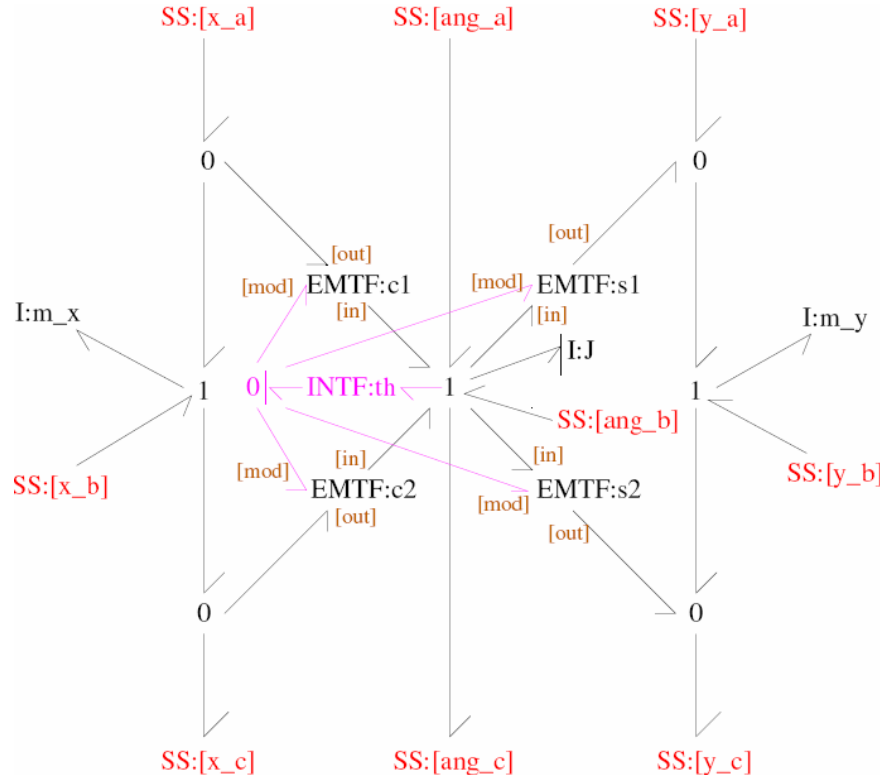 SS:[x_a] SS:[ang_a] SS:[y_a]
0 0
[out] [out]
[mod] EMTF:c1 [mod] EMTF:s1
[in] [in]
I:m_x I:m_y
I:J
1 0 INTF:th 1 1
SS:[ang_b]
[in] [in]
[mod] SS:[y_b]
SS:[x_b] EMTF:c2 EMTF:s2
[mod]
[out] [out]
0 0
SS:[x_c] SS:[ang_c] SS:[y_c]